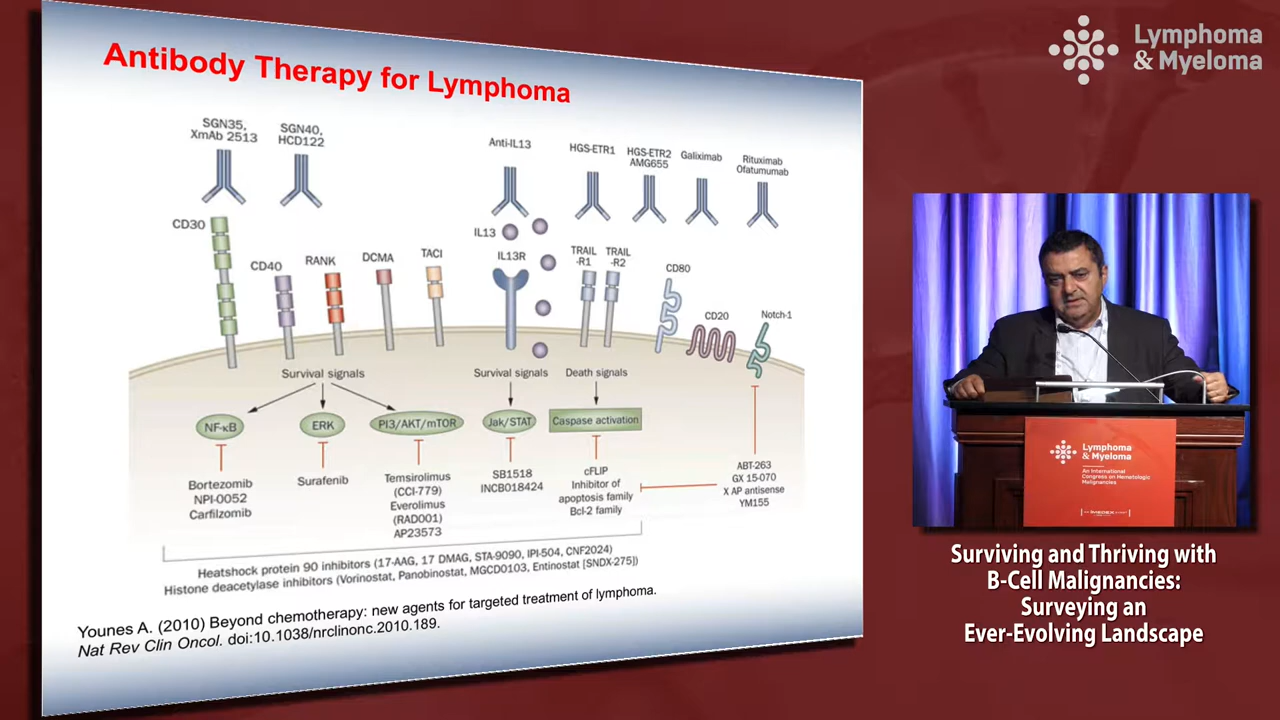 Antibody Therapy for Lymphoma
SGN35,
XmAb 2513
SGN40,
HCD122
Anti-IL13
HGS-ETR1
HGS-ETR2
AMG655
Galiximab
Rituximab
Ofatumumab
CD30
CD40
RANK
DCMA
TACI
IL13
IL13R
TRAIL
-R1
TRAIL
-R2
CD80
CD20
Notch-1
Survival signals
Survival signals
Death signals
NF-κB
ERK
PI3/AKT/mTOR
Jak/STAT
Caspase activation
Bortezomib
NPI-0052
Carfilzomib
Surafenib
Temsirolimus
(CCI-779)
Everolimus
(RAD001)
AP23573
SB1518
INCB018424
cFLIP
Inhibitor of
apoptosis family
Bcl-2 family
ABT-263
GX 15-070
X AP antisense
YM155
Heatshock protein 90 inhibitors (17-AAG, 17 DMAG, STA-9090, IPI-504, CNF2024)
Histone deacetylase inhibitors (Vorinostat, Panobinostat, MGCD0103, Entinostat [SNDX-275])
Younes A. (2010) Beyond chemotherapy: new agents for targeted treatment of lymphoma.
Nat Rev Clin Oncol. doi:10.1038/nrclinonc.2010.189.
Lymphoma
& Myeloma
Lymphoma
& Myeloma
An International
Congress on Hematologic
Malignancies
Surviving and Thriving with
B-Cell Malignancies:
Surveying an
Ever-Evolving Landscape